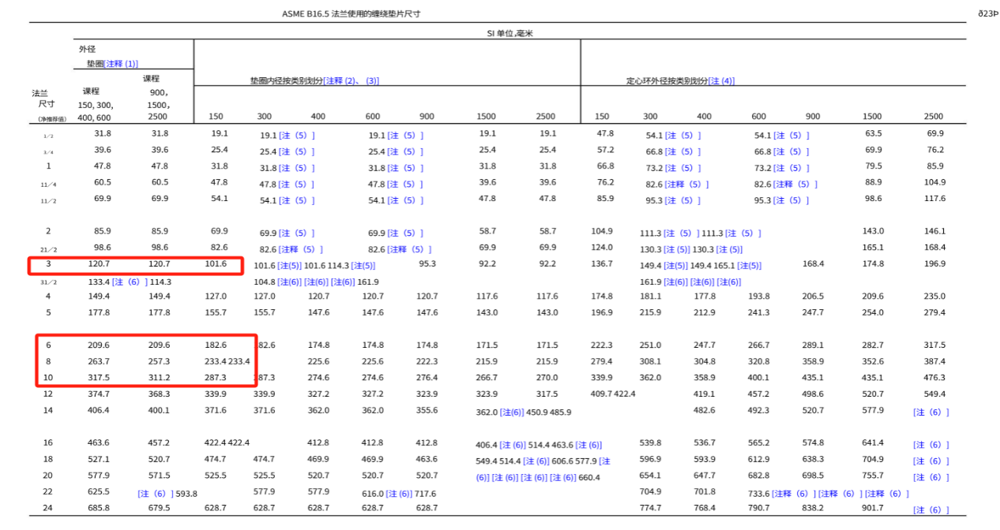 ASME B16.5 法兰使用的缠绕垫片尺寸 ð23Þ
SI 单位,毫米
外径
垫圈[注释 (1)]
课程
垫圈内径按类别划分[注释 (2)、 (3)] 定心环外径按类别划分[注 (4)]
法兰 课程 900,
尺寸 150, 300, 1500,
(净推荐值) 400, 600 2500 150 300 400 600 900 1500 2500 150 300 400 600 900 1500 2500
1/2 31.8 31.8 19.1 19.1 [注 (5) ] 19.1 [注 (5) ] 19.1 19.1 47.8 54.1 [注 (5) ] 54.1 [注 (5) ] 63.5 69.9
3/4 39.6 39.6 25.4 25.4 [注 (5) ] 25.4 [注 (5) ] 25.4 25.4 57.2 66.8 [注 (5) ] 66.8 [注 (5) ] 69.9 76.2
1 47.8 47.8 31.8 31.8 [注 (5) ] 31.8 [注 (5) ] 31.8 31.8 66.8 73.2 [注 (5) ] 73.2 [注 (5) ] 79.5 85.9
11/4 60.5 60.5 47.8 47.8 [注 (5) ] 47.8 [注 (5) ] 39.6 39.6 76.2 82.6 [注释 (5) ] 82.6 [注释 (5) ] 88.9 104.9
11/2 69.9 69.9 54.1 54.1 [注 (5) ] 54.1 [注 (5) ] 47.8 47.8 85.9 95.3 [注 (5) ] 95.3 [注 (5) ] 98.6 117.6
2 85.9 85.9 69.9 69.9 [注 (5) ] 69.9 [注 (5) ] 58.7 58.7 104.9 111.3 [注 (5) ] 111.3 [注 (5) ] 143.0 146.1
21/2 98.6 98.6 82.6 82.6 [注释 (5) ] 82.6 [注释 (5) ] 69.9 69.9 124.0 130.3 [注 (5)] 130.3 [注 (5)] 165.1 168.4
3 120.7 120.7 101.6 101.6 [注(5)] 101.6 114.3 [注(5)] 95.3 92.2 92.2 136.7 149.4 [注(5)] 149.4 165.1 [注(5)] 168.4 174.8 196.9
31/2 133.4 [注 (6) ] 114.3 104.8 [注(6)] [注(6)] [注(6)] 161.9 161.9 [注(6)] [注(6)] [注(6)]
4 149.4 149.4 127.0 127.0 120.7 120.7 120.7 117.6 117.6 174.8 181.1 177.8 193.8 206.5 209.6 235.0
5 177.8 177.8 155.7 155.7 147.6 147.6 147.6 143.0 143.0 196.9 215.9 212.9 241.3 247.7 254.0 279.4
6 209.6 209.6 182.6 82.6 174.8 174.8 174.8 171.5 171.5 222.3 251.0 247.7 266.7 289.1 282.7 317.5
8 263.7 257.3 233.4 233.4 225.6 225.6 222.3 215.9 215.9 279.4 308.1 304.8 320.8 358.9 352.6 387.4
10 317.5 311.2 287.3 87.3 274.6 274.6 276.4 266.7 270.0 339.9 362.0 358.9 400.1 435.1 435.1 476.3
12 374.7 368.3 339.9 339.9 327.2 327.2 323.9 323.9 317.5 409.7 422.4 419.1 457.2 498.6 520.7 549.4
14 406.4 400.1 371.6 371.6 362.0 362.0 355.6 362.0 [注(6)] 450.9 485.9 482.6 492.3 520.7 577.9 [注 (6) ]
16 463.6 457.2 422.4 422.4 412.8 412.8 412.8 406.4 [注 (6)] 514.4 463.6 [注 (6)] 539.8 536.7 565.2 574.8 641.4 [注 (6) ]
18 527.1 520.7 474.7 474.7 469.9 469.9 463.6 549.4 514.4 [注 (6)] 606.6 577.9 [注 596.9 593.9 612.9 638.3 704.9 [注 (6) ]
20 577.9 571.5 525.5 525.5 520.7 520.7 520.7 (6)] [注 (6)] [注 (6)] [注 (6)] 660.4 654.1 647.7 682.8 698.5 755.7 [注 (6) ]
22 625.5 [注 (6) ] 593.8 577.9 577.9 616.0 [注 (6)] 717.6 704.9 701.8 733.6 [注释 (6) ] [注释 (6) ] [注释 (6) ]
24 685.8 679.5 628.7 628.7 628.7 628.7 628.7 774.7 768.4 790.7 838.2 901.7 [注 (6) ]